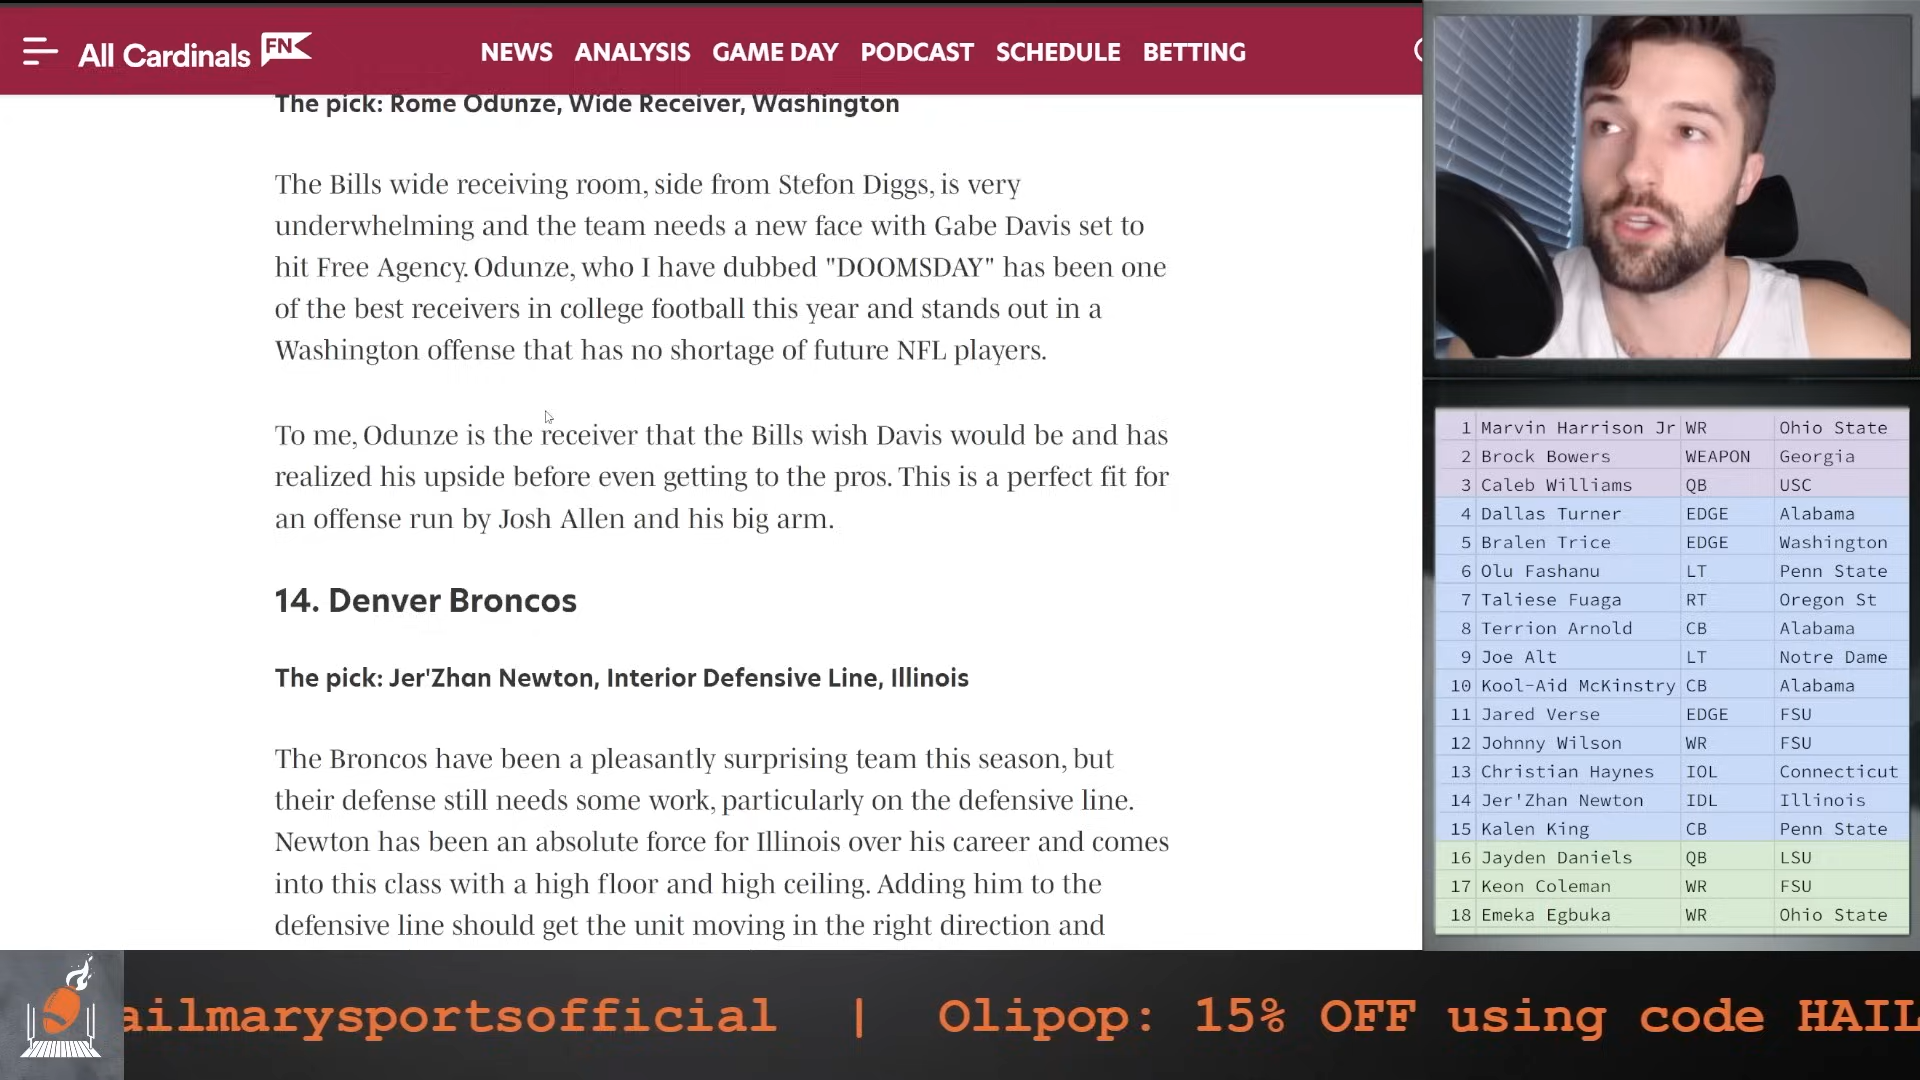 All Cardinals FN
NEWS ANALYSIS GAME DAY PODCAST SCHEDULE BETTING
The pick: Rome Odunze, Wide Receiver, Washington
The Bills wide receiving room, side from Stefon Diggs, is very
underwhelming and the team needs a new face with Gabe Davis set to
hit Free Agency. Odunze, who I have dubbed "DOOMSDAY" has been one
of the best receivers in college football this year and stands out in a
Washington offense that has no shortage of future NFL players.
To me, Odunze is the receiver that the Bills wish Davis would be and has
realized his upside before even getting to the pros. This is a perfect fit for
an offense run by Josh Allen and his big arm.
14. Denver Broncos
The pick: Jer'Zhan Newton, Interior Defensive Line, Illinois
The Broncos have been a pleasantly surprising team this season, but
their defense still needs some work, particularly on the defensive line.
Newton has been an absolute force for Illinois over his career and comes
into this class with a high floor and high ceiling. Adding him to the
defensive line should get the unit moving in the right direction and
1 Marvin Harrison Jr WR Ohio State
2 Brock Bowers WEAPON Georgia
3 Caleb Williams QB USC
4 Dallas Turner EDGE Alabama
5 Bralen Trice EDGE Washington
6 Olu Fashanu LT Penn State
7 Taliese Fuaga RT Oregon St
8 Terrion Arnold CB Alabama
9 Joe Alt LT Notre Dame
10 Kool-Aid McKinstry CB Alabama
11 Jared Verse EDGE FSU
12 Johnny Wilson WR FSU
13 Christian Haynes IOL Connecticut
14 Jer'Zhan Newton IDL Illinois
15 Kalen King CB Penn State
16 Jayden Daniels QB LSU
17 Keon Coleman WR FSU
18 Emeka Egbuka WR Ohio State
ailmarysportsofficial | Olipop: 15% OFF using code HAIL